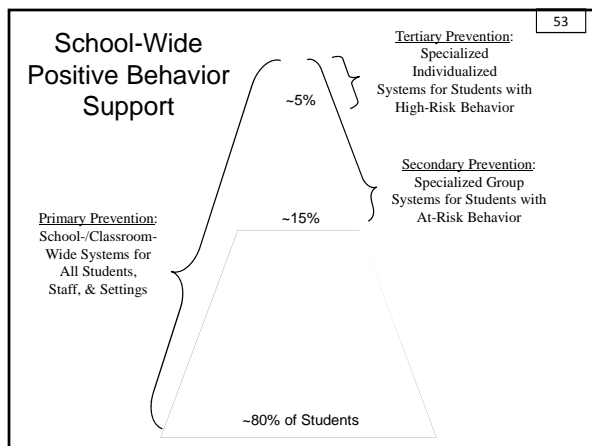 53
School-Wide
Positive Behavior
Support
Tertiary Prevention:
Specialized
Individualized
Systems for Students with
High-Risk Behavior
~5%
Secondary Prevention:
Specialized Group
Systems for Students with
At-Risk Behavior
~15%
Primary Prevention:
School-/Classroom-
Wide Systems for
All Students,
Staff, & Settings
~80% of Students